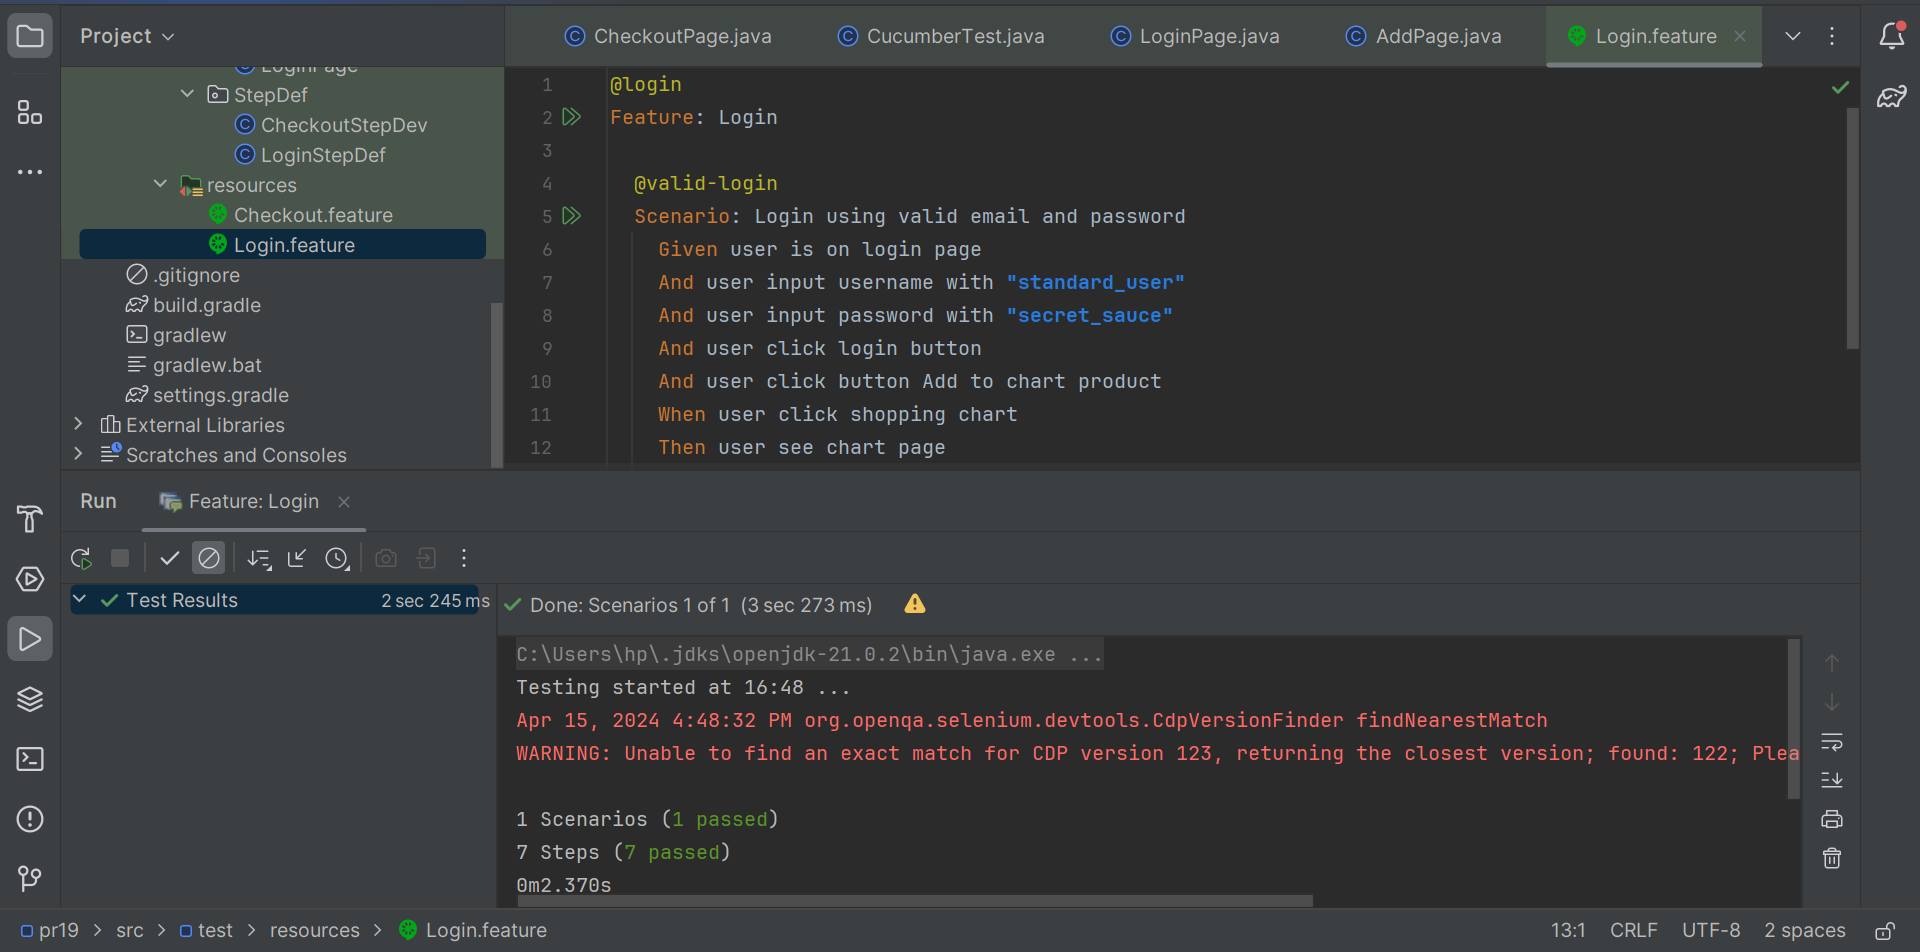 Project
CheckoutPage.java
CucumberTest.java
LoginPage.java
AddPage.java
Login.feature
LoginPage
StepDef
CheckoutStepDev
LoginStepDef
resources
Checkout.feature
Login.feature
.gitignore
build.gradle
gradlew
gradlew.bat
settings.gradle
External Libraries
Scratches and Consoles
1 @login
2 Feature: Login
3
4 @valid-login
5 Scenario: Login using valid email and password
6 Given user is on login page
7 And user input username with "standard_user"
8 And user input password with "secret_sauce"
9 And user click login button
10 And user click button Add to chart product
11 When user click shopping chart
12 Then user see chart page
Run
Feature: Login
Test Results 2 sec 245 ms
Done: Scenarios 1 of 1 (3 sec 273 ms)
C:\Users\hp\.jdks\openjdk-21.0.2\bin\java.exe ...
Testing started at 16:48 ...
Apr 15, 2024 4:48:32 PM org.openqa.selenium.devtools.CdpVersionFinder findNearestMatch
WARNING: Unable to find an exact match for CDP version 123, returning the closest version; found: 122; Plea
1 Scenarios (1 passed)
7 Steps (7 passed)
0m2.370s
pr19 > src > test > resources > Login.feature
13:1 CRLF UTF-8 2 spaces